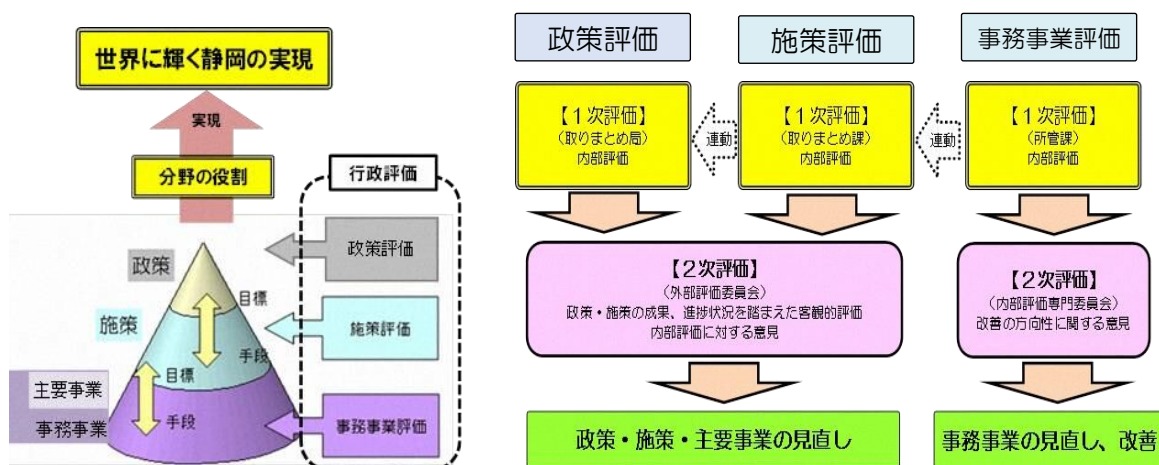 世界に輝く静岡の実現
実現
分野の役割
行政評価
政策
政策評価
目標
施策
施策評価
手段
目標
主要事業
手段
事務事業
事務事業評価
政策評価
施策評価
事務事業評価
【1次評価】
（取りまとめ局）
内部評価
連動
【1次評価】
（取りまとめ課）
内部評価
連動
【1次評価】
（所管課）
内部評価
【2次評価】
（外部評価委員会）
政策・施策の成果、進捗状況を踏まえた客観的評価
内部評価に対する意見
【2次評価】
（内部評価専門委員会）
改善の方向性に関する意見
政策・施策・主要事業の見直し
事務事業の見直し、改善